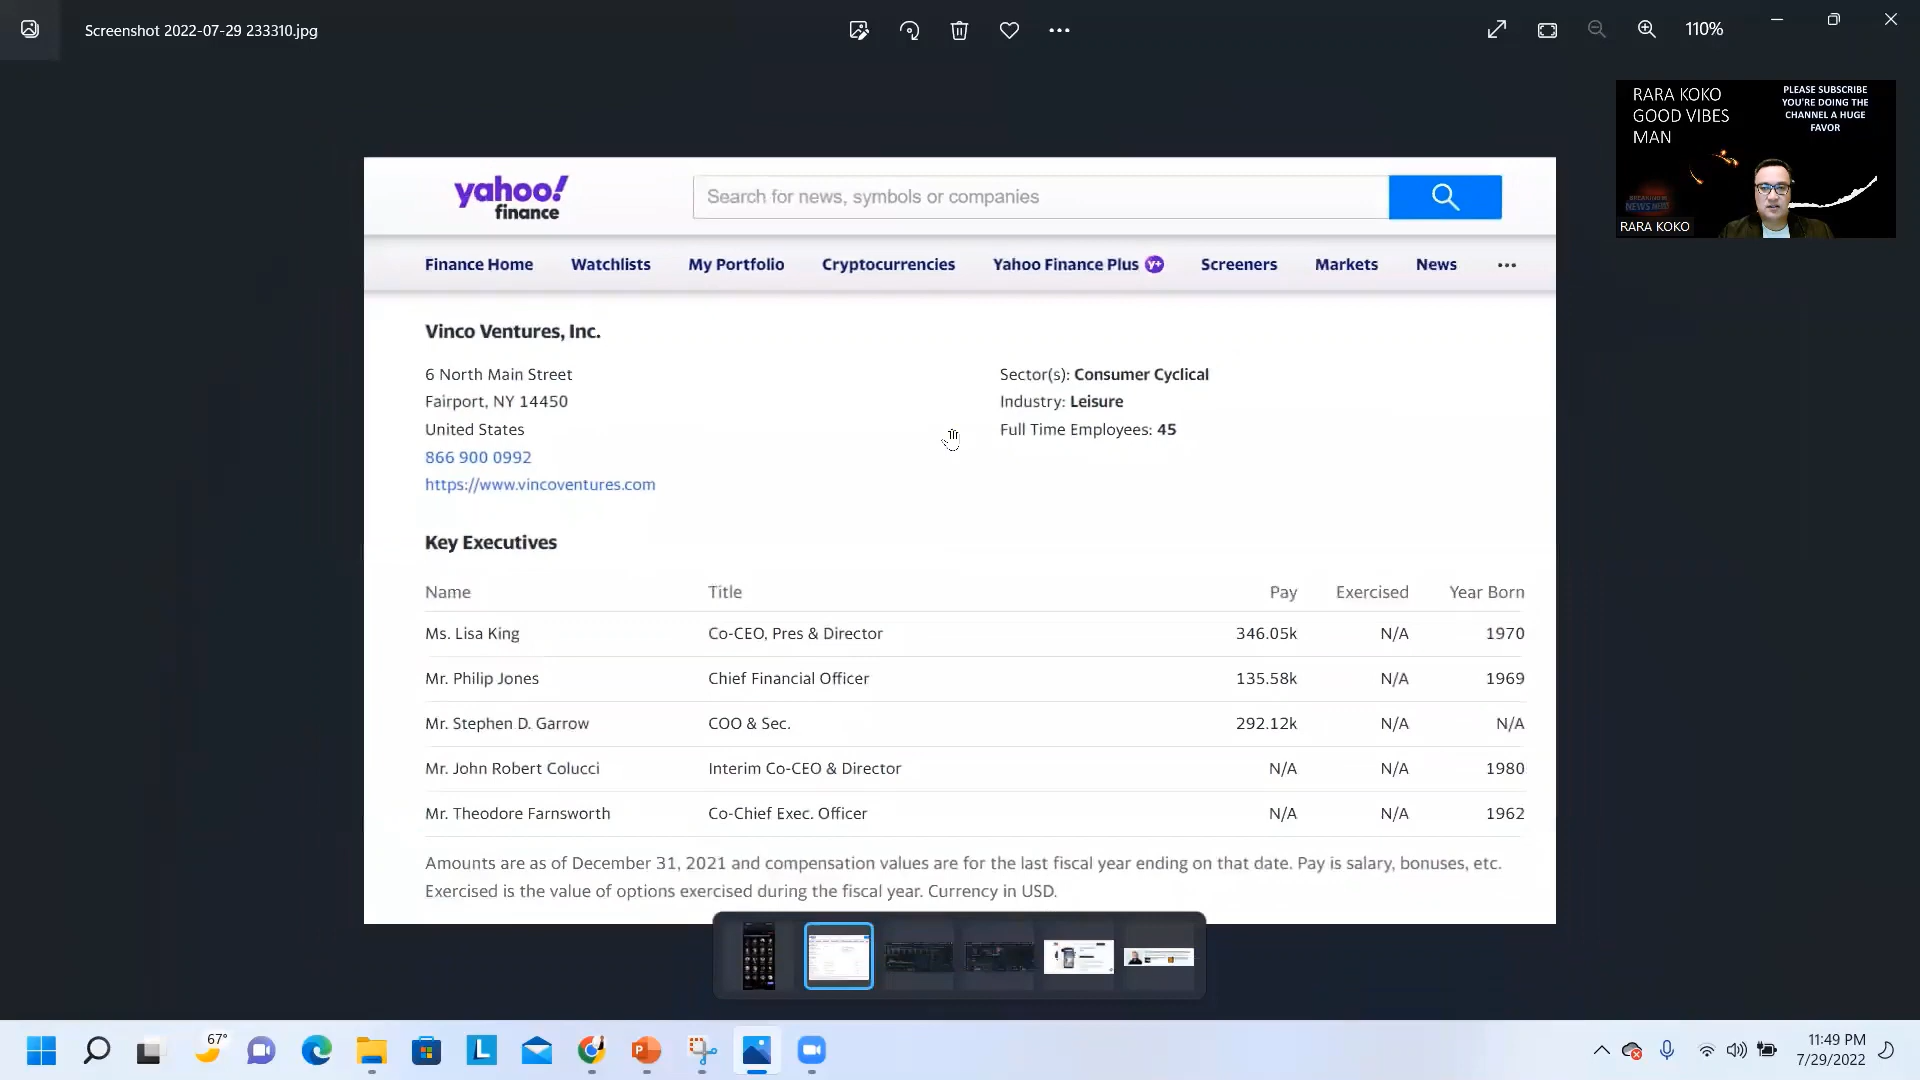 Screenshot 2022-07-29 233310.jpg
110%
RARA KOKO
GOOD VIBES
MAN
PLEASE SUBSCRIBE
YOU'RE DOING THE
CHANNEL A HUGE
FAVOR
RARA KOKO
yahoo!
finance
Search for news, symbols or companies
Finance Home Watchlists My Portfolio Cryptocurrencies Yahoo Finance Plus Y+ Screeners Markets News
Vinco Ventures, Inc.
6 North Main Street
Fairport, NY 14450
United States
866 900 0992
https://www.vincoventures.com
Sector(s): Consumer Cyclical
Industry: Leisure
Full Time Employees: 45
Key Executives
Name Title Pay Exercised Year Born
Ms. Lisa King Co-CEO, Pres & Director 346.05k N/A 1970
Mr. Philip Jones Chief Financial Officer 135.58k N/A 1969
Mr. Stephen D. Garrow COO & Sec. 292.12k N/A N/A
Mr. John Robert Colucci Interim Co-CEO & Director N/A N/A 1980
Mr. Theodore Farnsworth Co-Chief Exec. Officer N/A N/A 1962
Amounts are as of December 31, 2021 and compensation values are for the last fiscal year ending on that date. Pay is salary, bonuses, etc.
Exercised is the value of options exercised during the fiscal year. Currency in USD.
67°
L
P
11:49 PM
7/29/2022